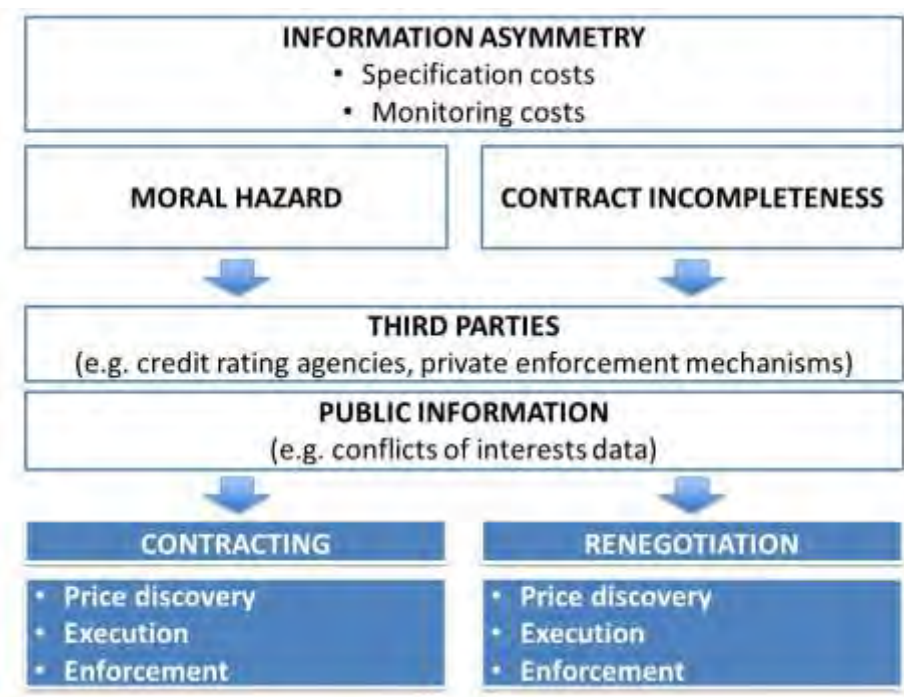 INFORMATION ASYMMETRY
• Specification costs
• Monitoring costs
MORAL HAZARD
CONTRACT INCOMPLETENESS
THIRD PARTIES
(e.g. credit rating agencies, private enforcement mechanisms)
PUBLIC INFORMATION
(e.g. conflicts of interests data)
CONTRACTING
• Price discovery
• Execution
• Enforcement
RENEGOTIATION
• Price discovery
• Execution
• Enforcement